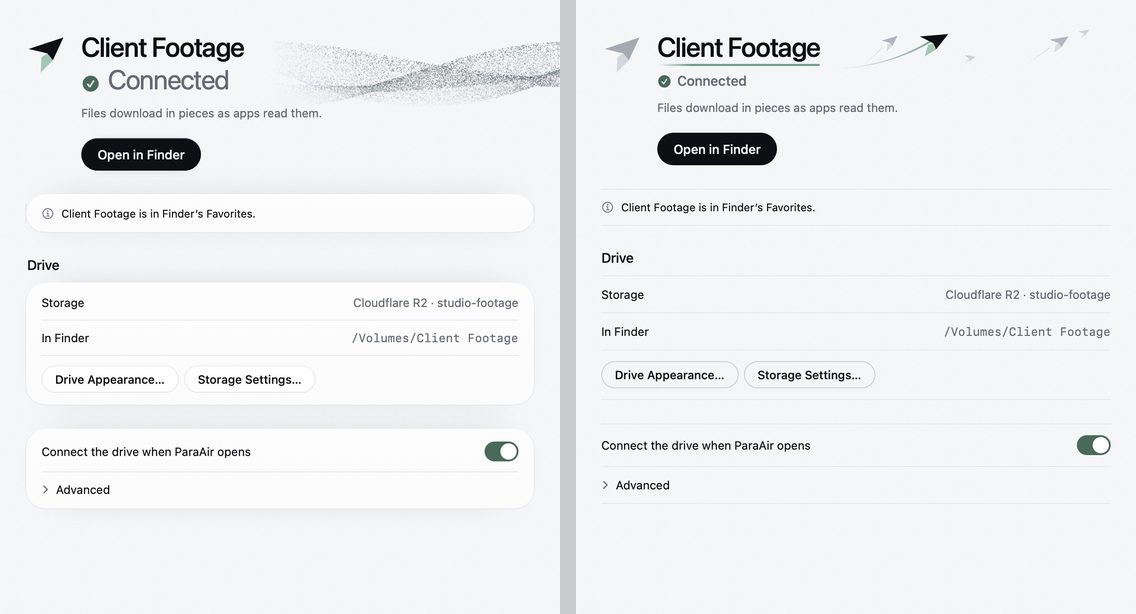 Client Footage
Connected
Files download in pieces as apps read them.
Open in Finder
Client Footage is in Finder’s Favorites.
Drive
Storage Cloudflare R2 · studio-footage
In Finder /Volumes/Client Footage
Drive Appearance... Storage Settings...
Connect the drive when ParaAir opens
Advanced
Client Footage
Connected
Files download in pieces as apps read them.
Open in Finder
Client Footage is in Finder’s Favorites.
Drive
Storage Cloudflare R2 · studio-footage
In Finder /Volumes/Client Footage
Drive Appearance... Storage Settings...
Connect the drive when ParaAir opens
Advanced